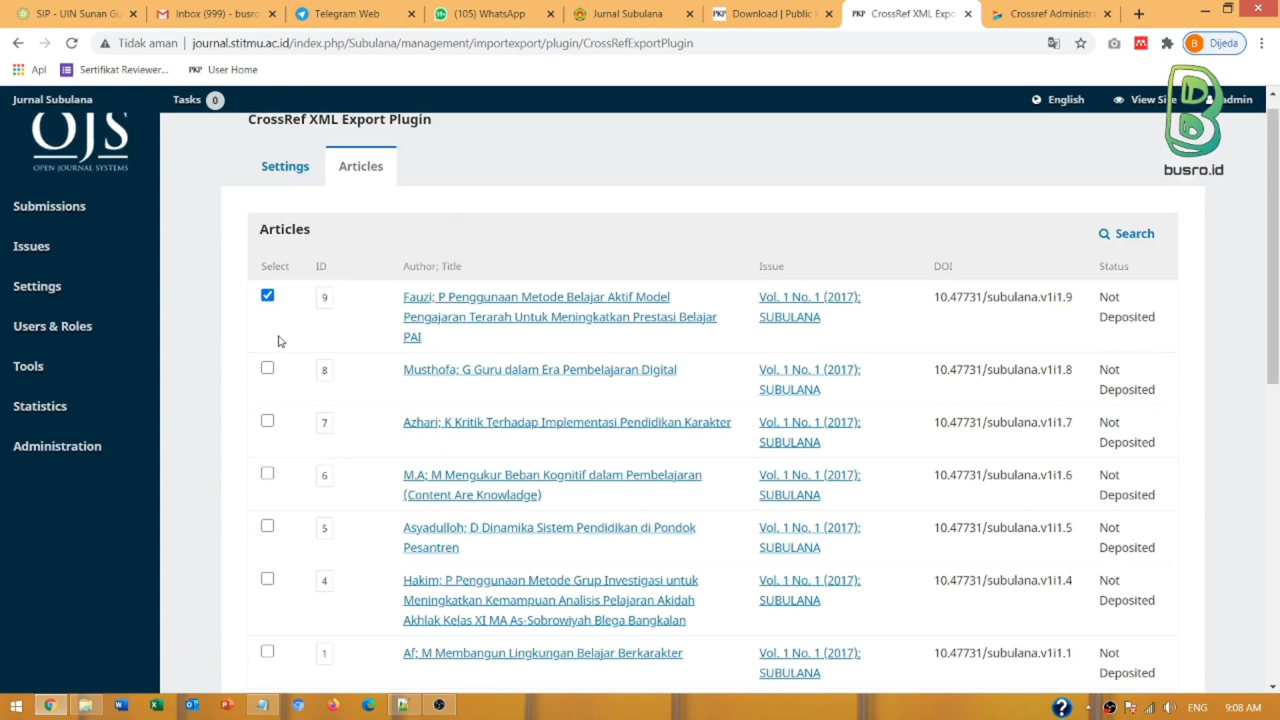 SIP - UIN Sunan Gu
Inbox (999) - busro
Telegram Web
(105) WhatsApp
Jurnal Subulana
Download | Public
CrossRef XML Expo
Crossref Administra
Tidak aman
journal.stitmu.ac.id/index.php/Subulana/management/importexport/plugin/CrossRefExportPlugin
B Dijeda
Apl
Sertifikat Reviewer...
PKP User Home
Jurnal Subulana
Tasks 0
English
View Site
admin
busro.id
OJS
OPEN JOURNAL SYSTEMS
Submissions
Issues
Settings
Users & Roles
Tools
Statistics
Administration
CrossRef XML Export Plugin
Settings
Articles
Articles
Search
Select ID Author; Title Issue DOI Status
9 Fauzi; P Penggunaan Metode Belajar Aktif Model Vol. 1 No. 1 (2017): 10.47731/subulana.v1i1.9 Not
Pengajaran Terarah Untuk Meningkatkan Prestasi Belajar SUBULANA Deposited
PAI
8 Musthofa; G Guru dalam Era Pembelajaran Digital Vol. 1 No. 1 (2017): 10.47731/subulana.v1i1.8 Not
SUBULANA Deposited
7 Azhari; K Kritik Terhadap Implementasi Pendidikan Karakter Vol. 1 No. 1 (2017): 10.47731/subulana.v1i1.7 Not
SUBULANA Deposited
6 M.A; M Mengukur Beban Kognitif dalam Pembelajaran Vol. 1 No. 1 (2017): 10.47731/subulana.v1i1.6 Not
(Content Are Knowladge) SUBULANA Deposited
5 Asyadulloh; D Dinamika Sistem Pendidikan di Pondok Vol. 1 No. 1 (2017): 10.47731/subulana.v1i1.5 Not
Pesantren SUBULANA Deposited
4 Hakim; P Penggunaan Metode Grup Investigasi untuk Vol. 1 No. 1 (2017): 10.47731/subulana.v1i1.4 Not
Meningkatkan Kemampuan Analisis Pelajaran Akidah SUBULANA Deposited
Akhlak Kelas XI MA As-Sobrowiyah Blega Bangkalan
1 Af; M Membangun Lingkungan Belajar Berkarakter Vol. 1 No. 1 (2017): 10.47731/subulana.v1i1.1 Not
SUBULANA Deposited
ENG 9:08 AM